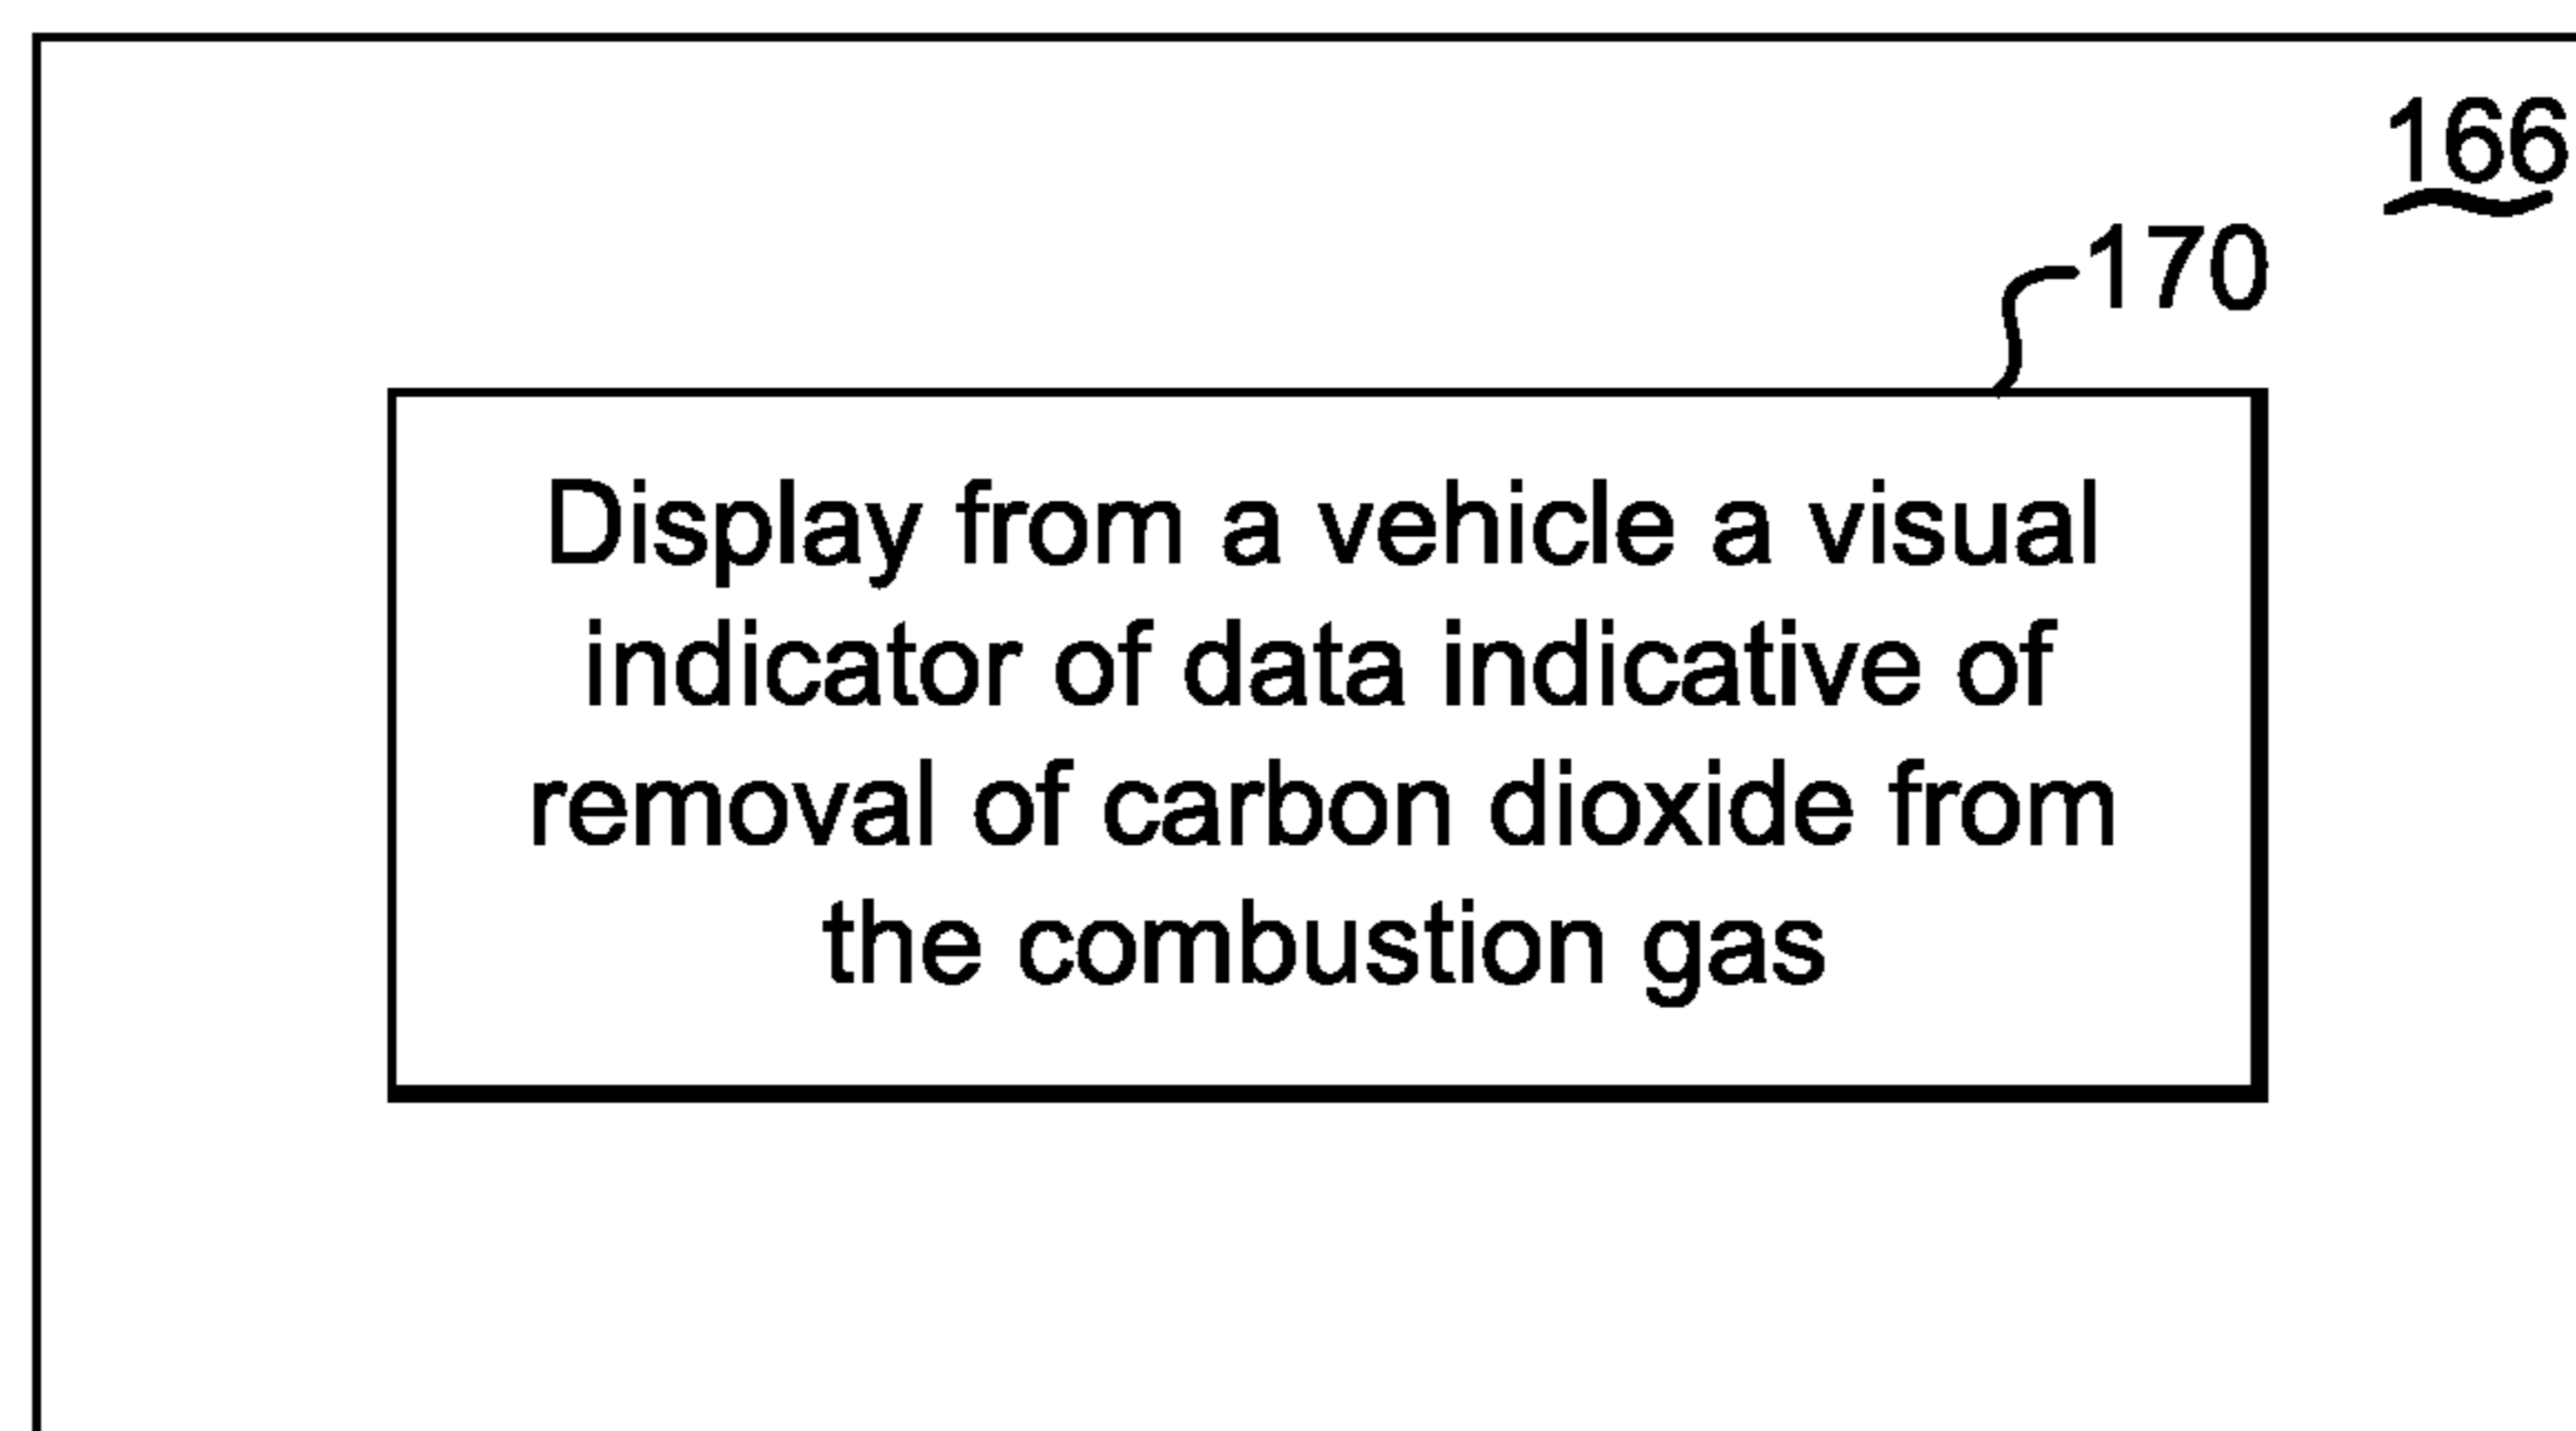 166
170
Display from a vehicle a visual
indicator of data indicative of
removal of carbon dioxide from
the combustion gas